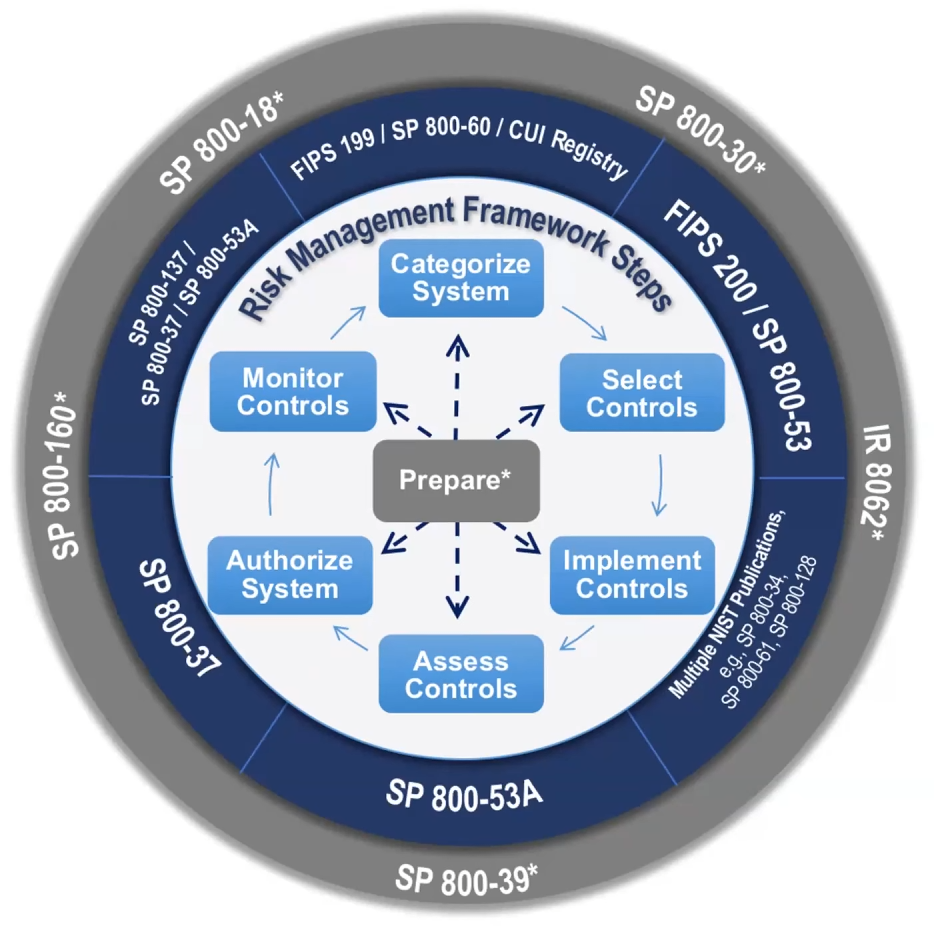 SP 800-18*
SP 800-30*
FIPS 199 / SP 800-60 / CUI Registry
FIPS 200 / SP 800-53
SP 800-137 /
SP 800-37 / SP 800-53A
Risk Management Framework Steps
Categorize
System
Monitor
Controls
Select
Controls
Prepare*
SP 800-160*
IR 8062*
Authorize
System
Implement
Controls
Assess
Controls
SP 800-37
Multiple NIST Publications,
e.g., SP 800-34,
SP 800-61, SP 800-128
SP 800-53A
SP 800-39*